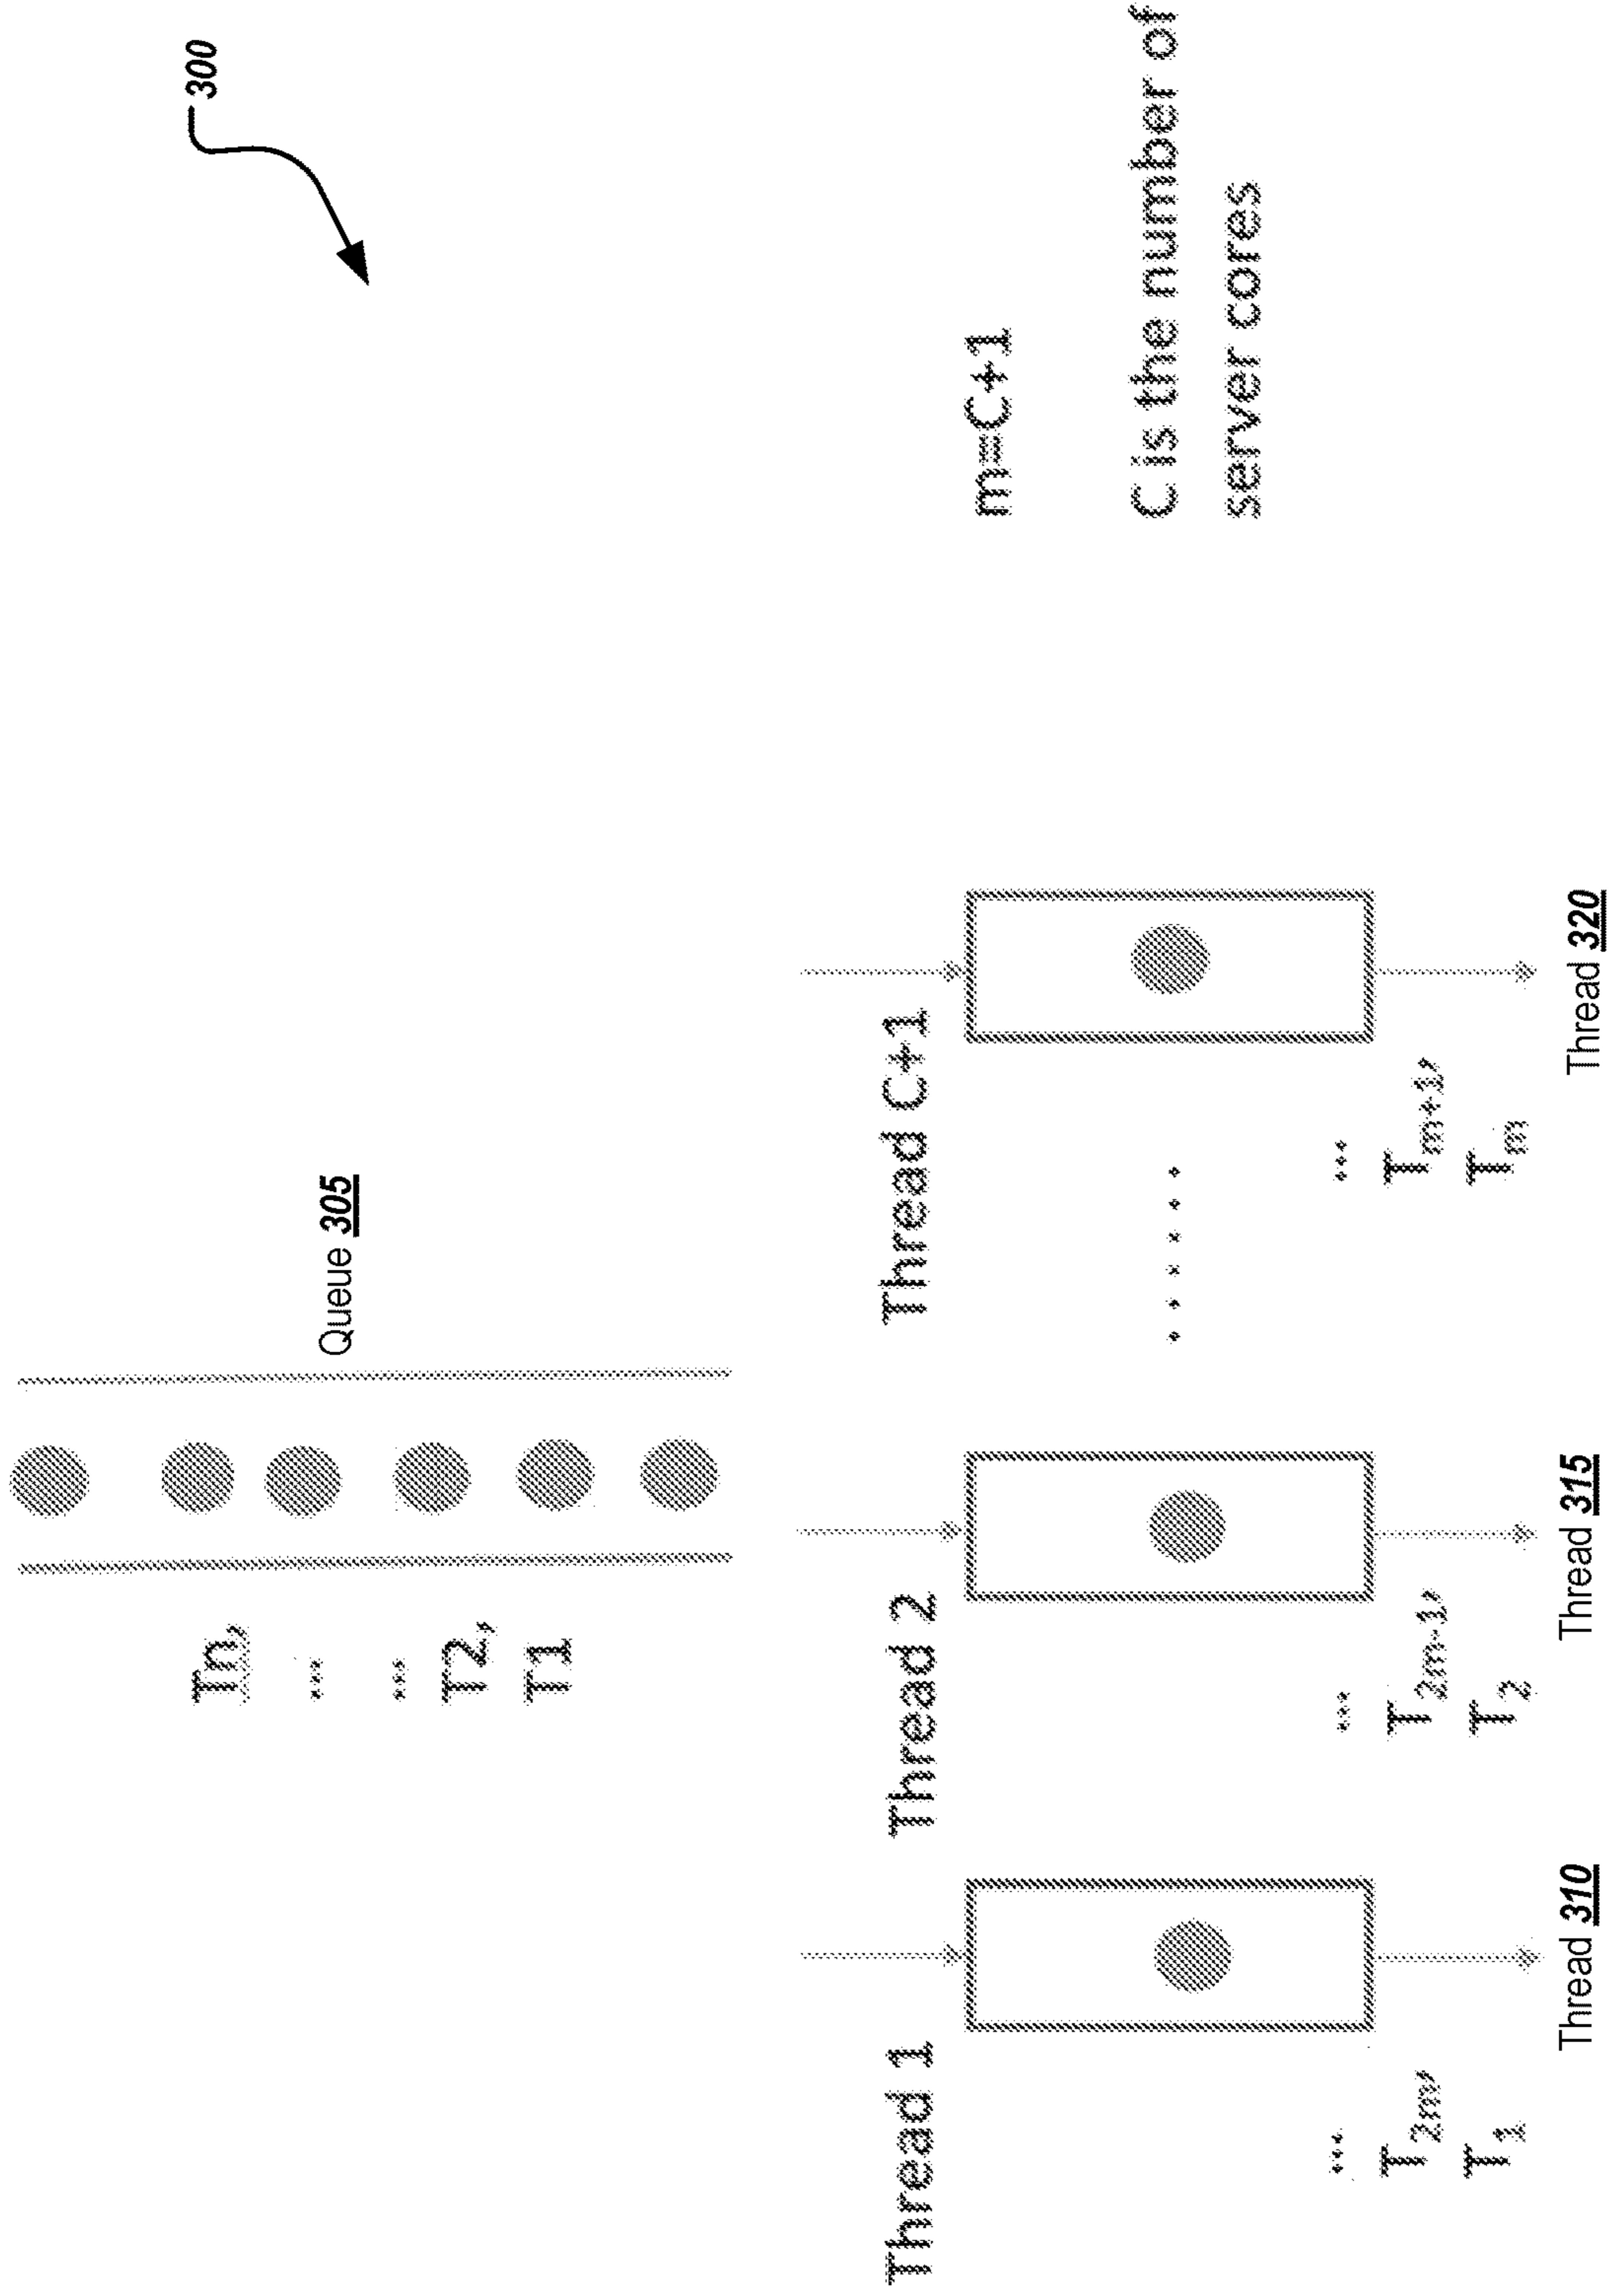 300
Queue 305
Tn,
...
...
T2,
T1
Thread 1
Thread 2
Thread C+1
m=C+1
C is the number of
server cores
......
...
T2m,
T1
...
T2m-1,
T2
...
Tm+1,
Tm
Thread 310
Thread 315
Thread 320